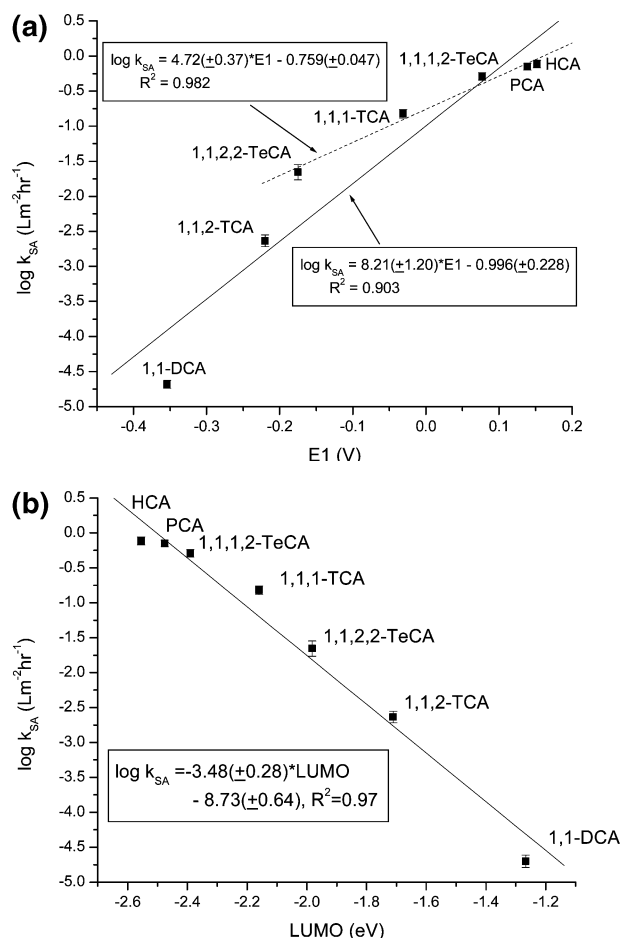 (a)
0.5
0.0
-0.5
-1.0
-1.5
-2.0
-2.5
-3.0
-3.5
-4.0
-4.5
-5.0
log k_SA (Lm⁻²hr⁻¹)
log k_SA = 4.72(±0.37)*E1 - 0.759(±0.047)
R² = 0.982
1,1,1,2-TeCA
HCA
PCA
1,1,1-TCA
1,1,2,2-TeCA
1,1,2-TCA
log k_SA = 8.21(±1.20)*E1 - 0.996(±0.228)
R² = 0.903
1,1-DCA
-0.4 -0.3 -0.2 -0.1 0.0 0.1 0.2
E1 (V)
(b)
0.5
0.0
-0.5
-1.0
-1.5
-2.0
-2.5
-3.0
-3.5
-4.0
-4.5
-5.0
log k_SA (Lm⁻²hr⁻¹)
HCA
PCA
1,1,1,2-TeCA
1,1,1-TCA
1,1,2,2-TeCA
1,1,2-TCA
log k_SA =-3.48(±0.28)*LUMO
- 8.73(±0.64), R²=0.97
1,1-DCA
-2.6 -2.4 -2.2 -2.0 -1.8 -1.6 -1.4 -1.2
LUMO (eV)